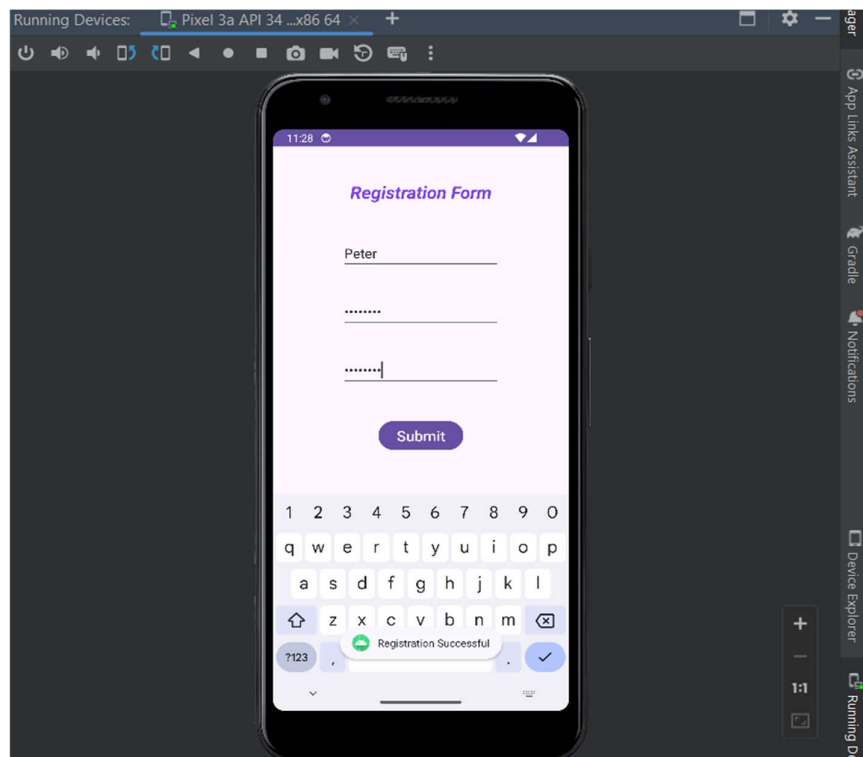 Running Devices: Pixel 3a API 34 ...x86 64
11:28
Registration Form
Peter
••••••••
••••••••
Submit
1 2 3 4 5 6 7 8 9 0
q w e r t y u i o p
a s d f g h j k l
z x c v b n m
Registration Successful
?123 , .
1:1
ager
App Links Assistant
Gradle
Notifications
Device Explorer
Running De